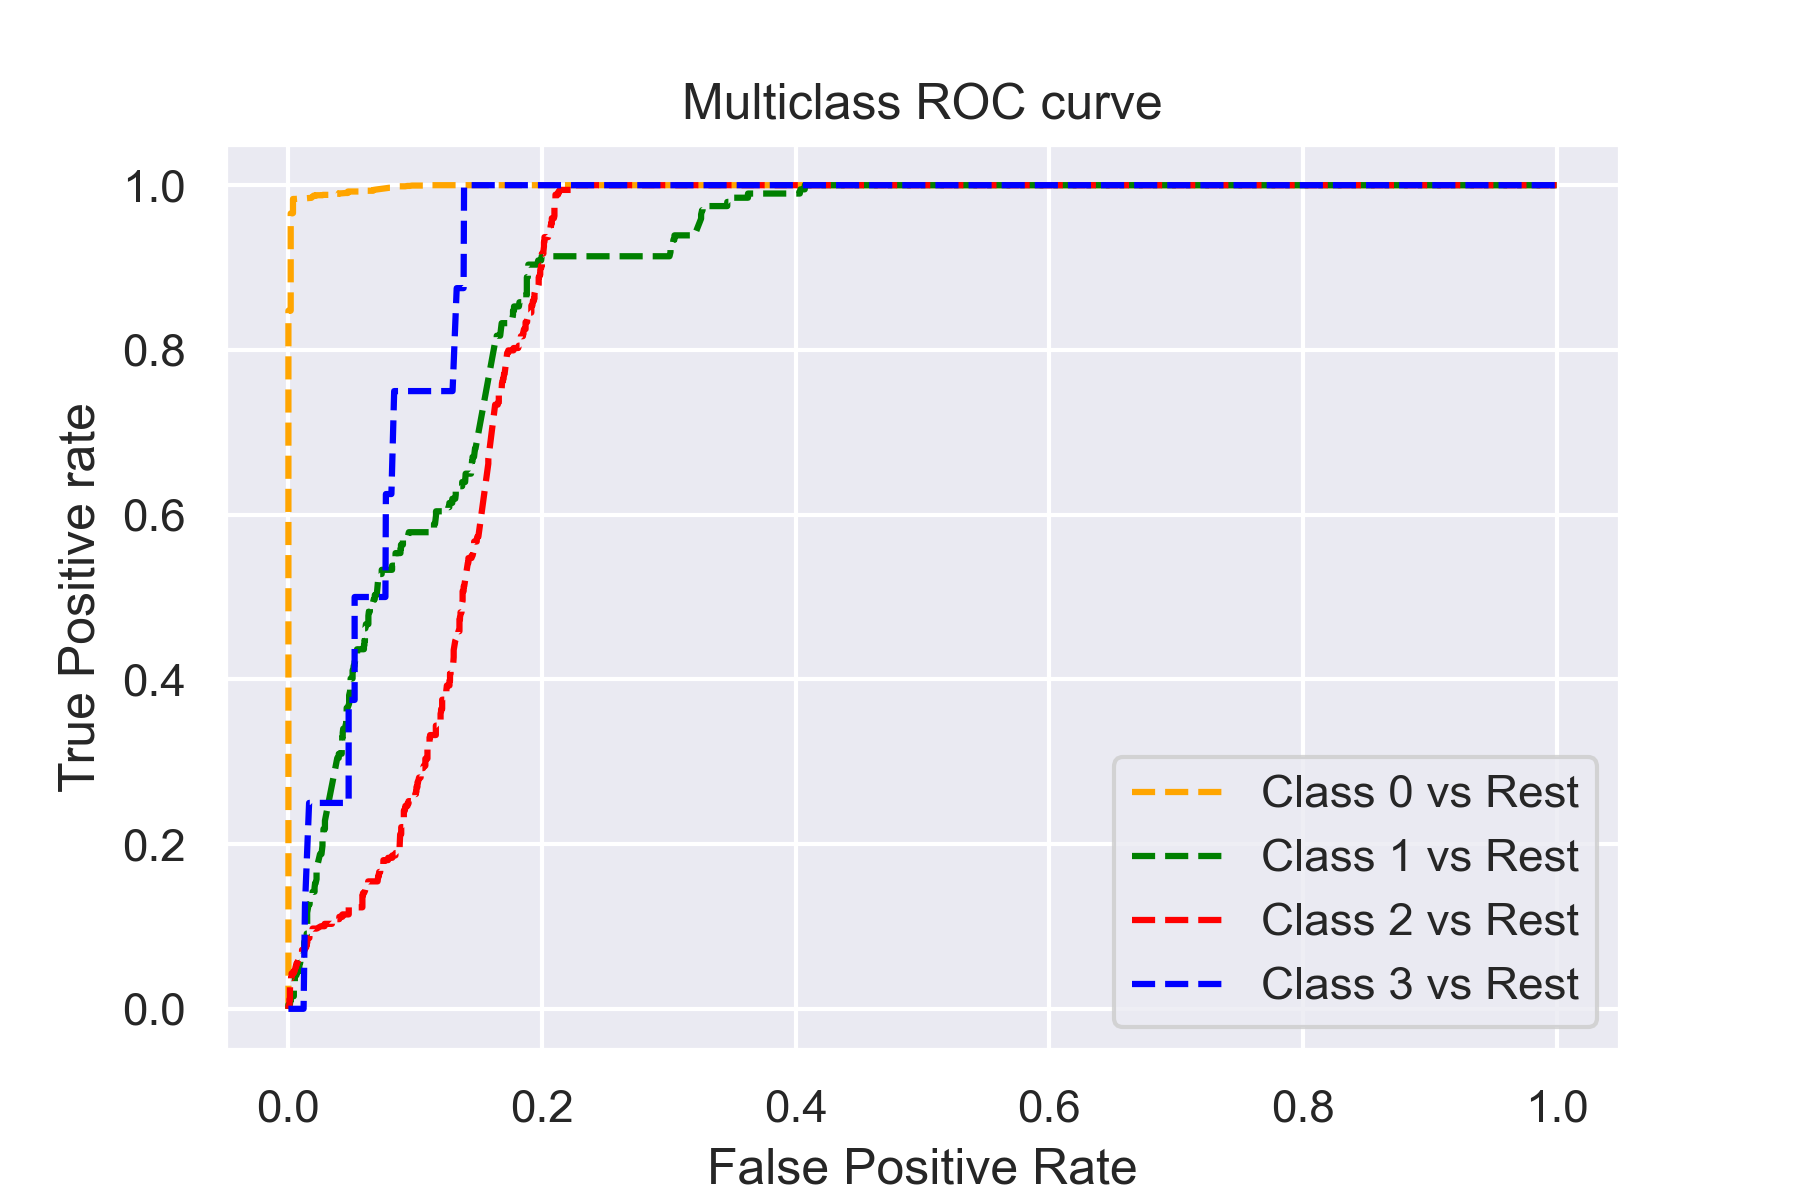 Multiclass ROC curve
True Positive rate
1.0
0.8
0.6
0.4
0.2
0.0
Class 0 vs Rest
Class 1 vs Rest
Class 2 vs Rest
Class 3 vs Rest
0.0 0.2 0.4 0.6 0.8 1.0
False Positive Rate